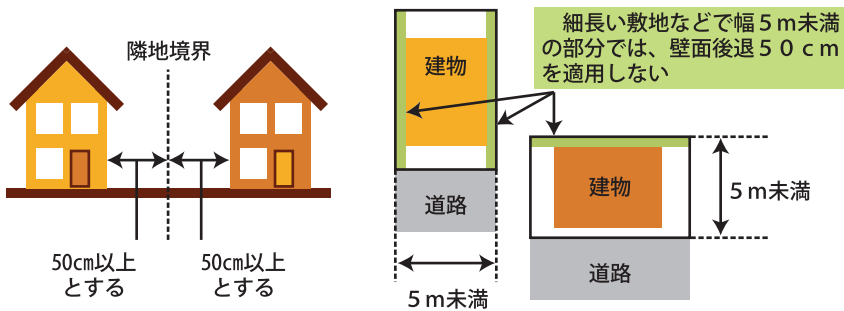 隣地境界
50cm以上
とする
50cm以上
とする
建物
道路
５ｍ未満
細長い敷地などで幅５ｍ未満
の部分では、壁面後退５０ｃｍ
を適用しない
建物
道路
５ｍ未満